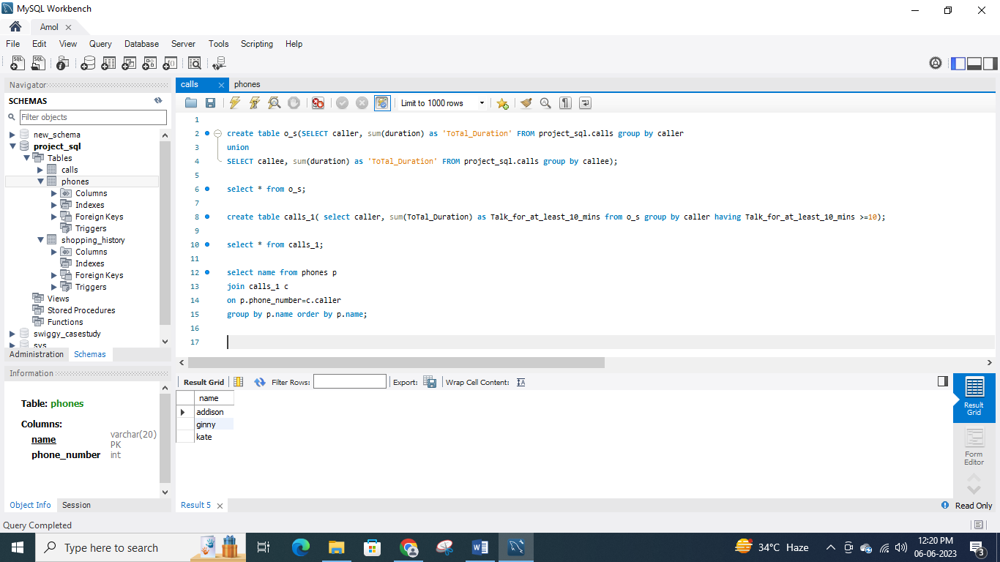 MySQL Workbench
Amol
File Edit View Query Database Server Tools Scripting Help
Navigator
SCHEMAS
Filter objects
new_schema
project_sql
Tables
calls
phones
Columns
Indexes
Foreign Keys
Triggers
shopping_history
Columns
Indexes
Foreign Keys
Triggers
Views
Stored Procedures
Functions
swiggy_casestudy
sys
Administration Schemas
Information
Table: phones
Columns:
name varchar(20) PK
phone_number int
Object Info Session
calls phones
Limit to 1000 rows
1
2 create table o_s(SELECT caller, sum(duration) as 'ToTal_Duration' FROM project_sql.calls group by caller
3 union
4 SELECT callee, sum(duration) as 'ToTal_Duration' FROM project_sql.calls group by callee);
5
6 select * from o_s;
7
8 create table calls_1( select caller, sum(ToTal_Duration) as Talk_for_at_least_10_mins from o_s group by caller having Talk_for_at_least_10_mins >=10);
9
10 select * from calls_1;
11
12 select name from phones p
13 join calls_1 c
14 on p.phone_number=c.caller
15 group by p.name order by p.name;
16
17
Result Grid Filter Rows: Export: Wrap Cell Content:
name
addison
ginny
kate
Result
Grid
Form
Editor
Result 5
Read Only
Query Completed
Type here to search
34°C Haze
12:20 PM
06-06-2023
3